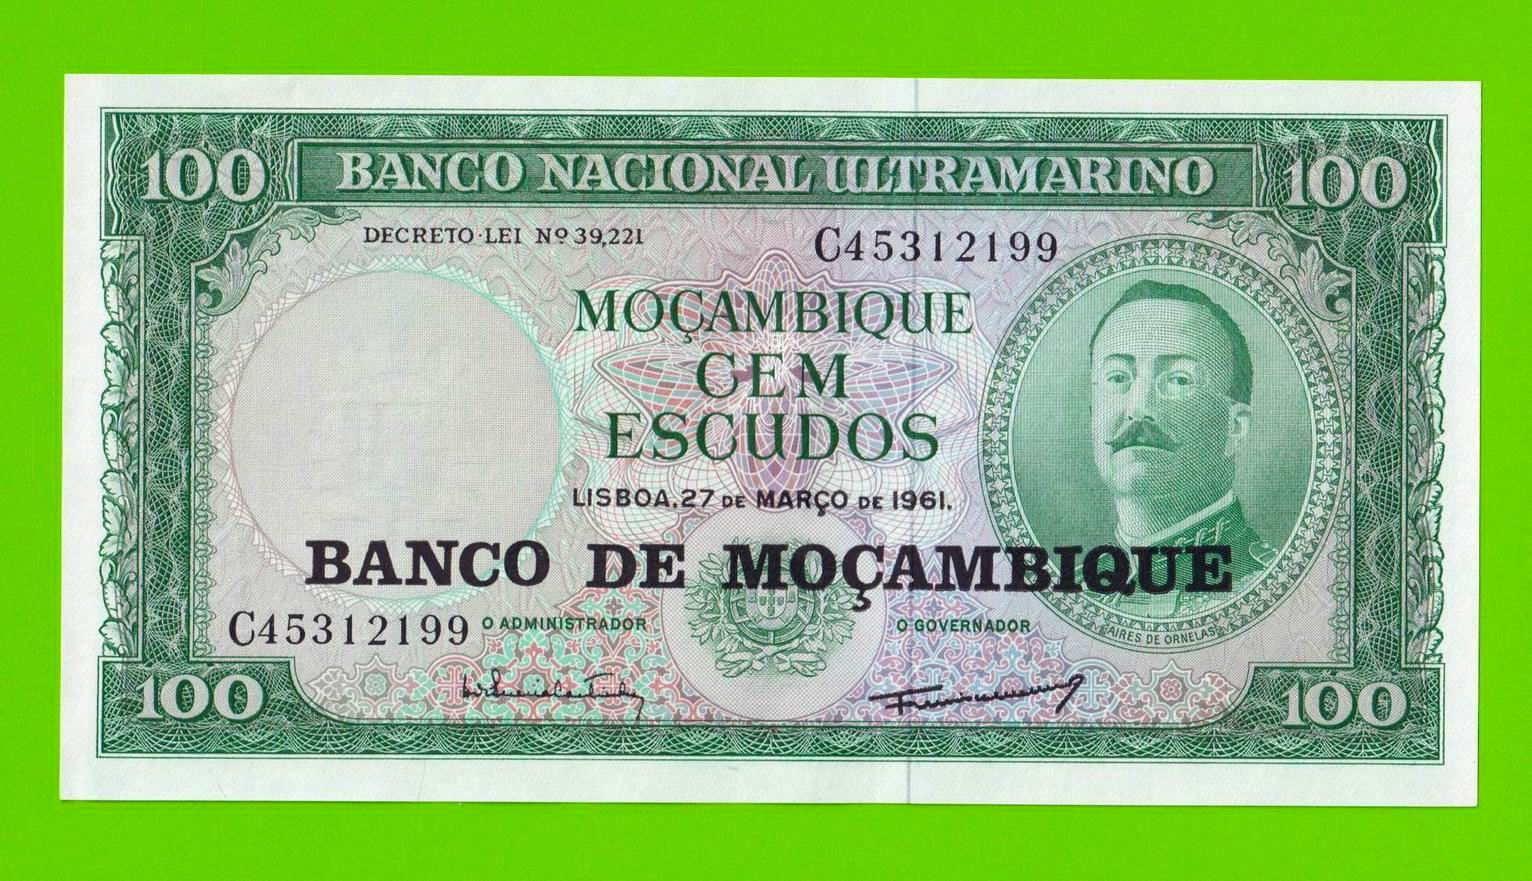 100 BANCO NACIONAL ULTRAMARINO 100
DECRETO-LEI Nº 39,221
C45312199
MOÇAMBIQUE
CEM
ESCUDOS
LISBOA, 27 DE MARÇO DE 1961.
BANCO DE MOÇAMBIQUE
C45312199
O ADMINISTRADOR
O GOVERNADOR
AIRES DE ORNELAS
100
100